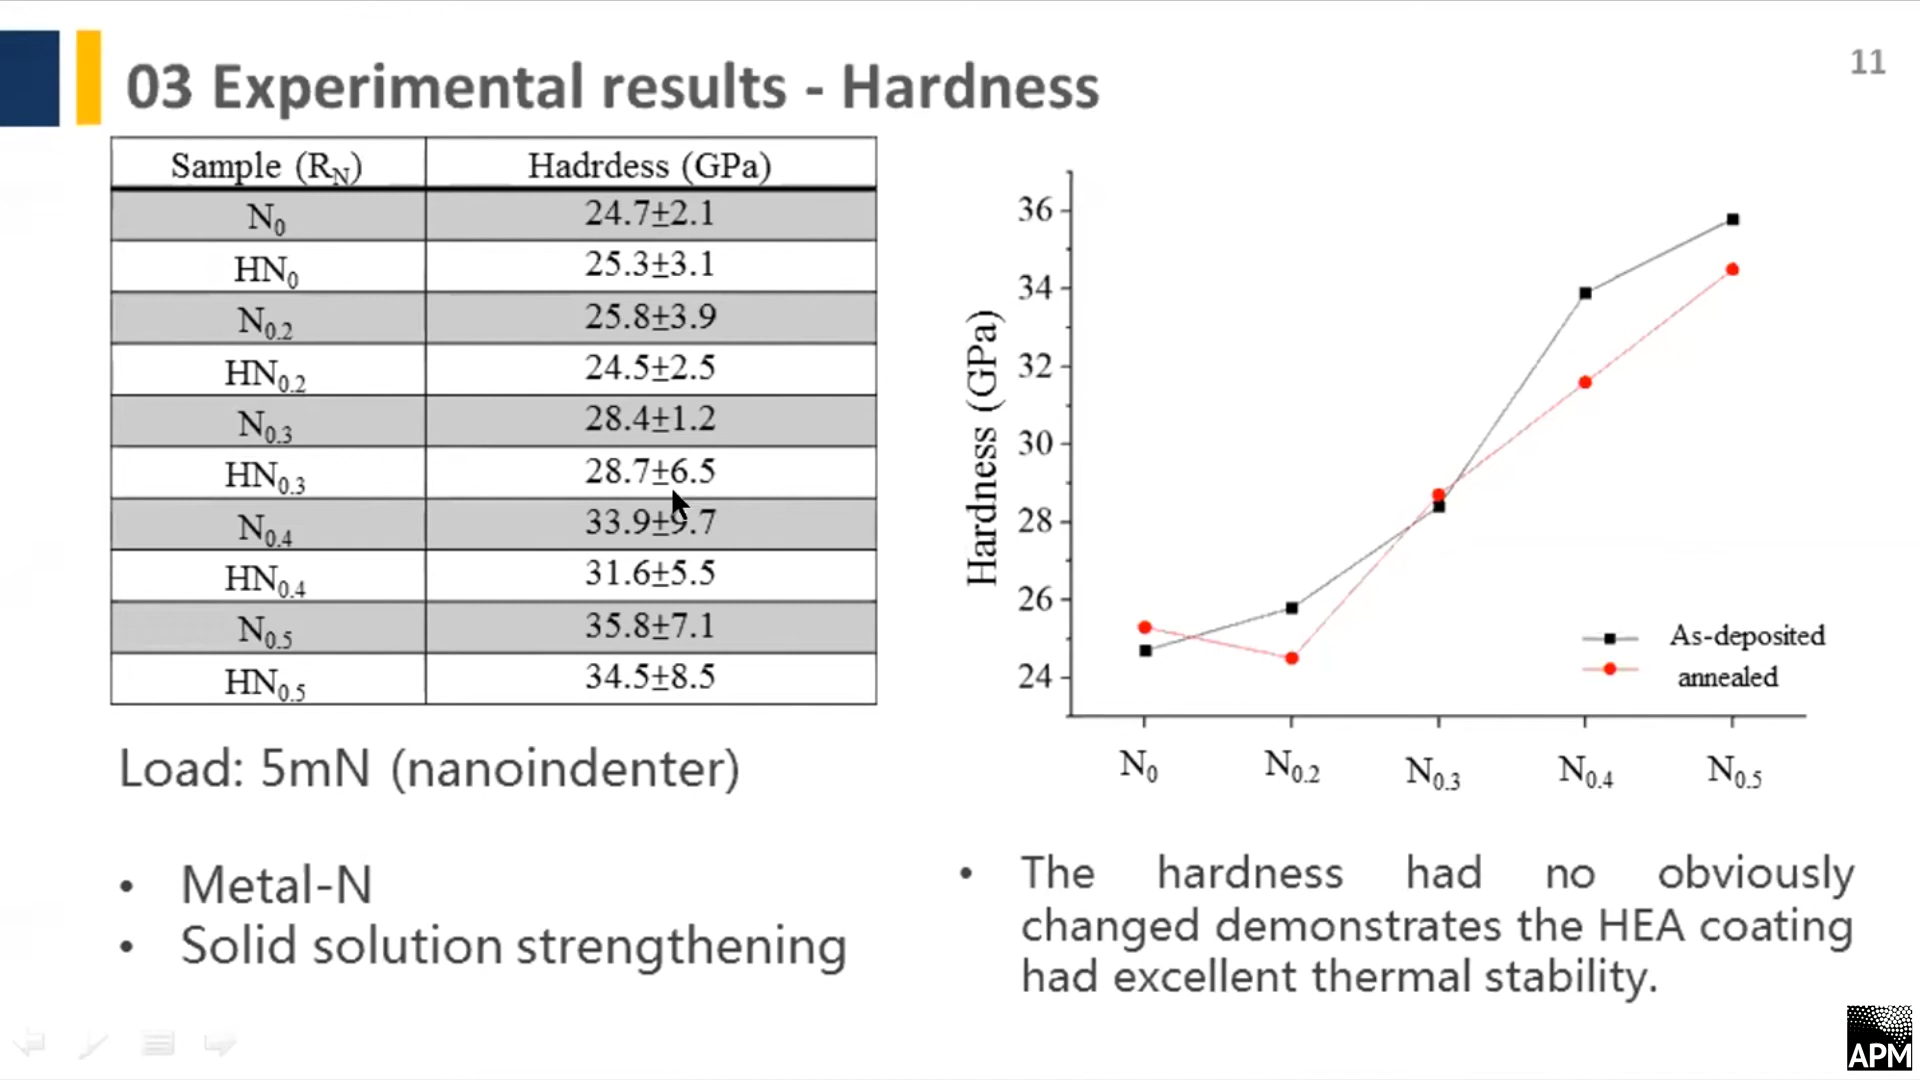 11
03 Experimental results - Hardness
Sample (R_N) Hadrdess (GPa)
N_0 24.7±2.1
HN_0 25.3±3.1
N_0.2 25.8±3.9
HN_0.2 24.5±2.5
N_0.3 28.4±1.2
HN_0.3 28.7±6.5
N_0.4 33.9±9.7
HN_0.4 31.6±5.5
N_0.5 35.8±7.1
HN_0.5 34.5±8.5
Load: 5mN (nanoindenter)
• Metal-N
• Solid solution strengthening
Hardness (GPa)
36
34
32
30
28
26
24
As-deposited
annealed
N_0 N_0.2 N_0.3 N_0.4 N_0.5
• The hardness had no obviously
changed demonstrates the HEA coating
had excellent thermal stability.
APM